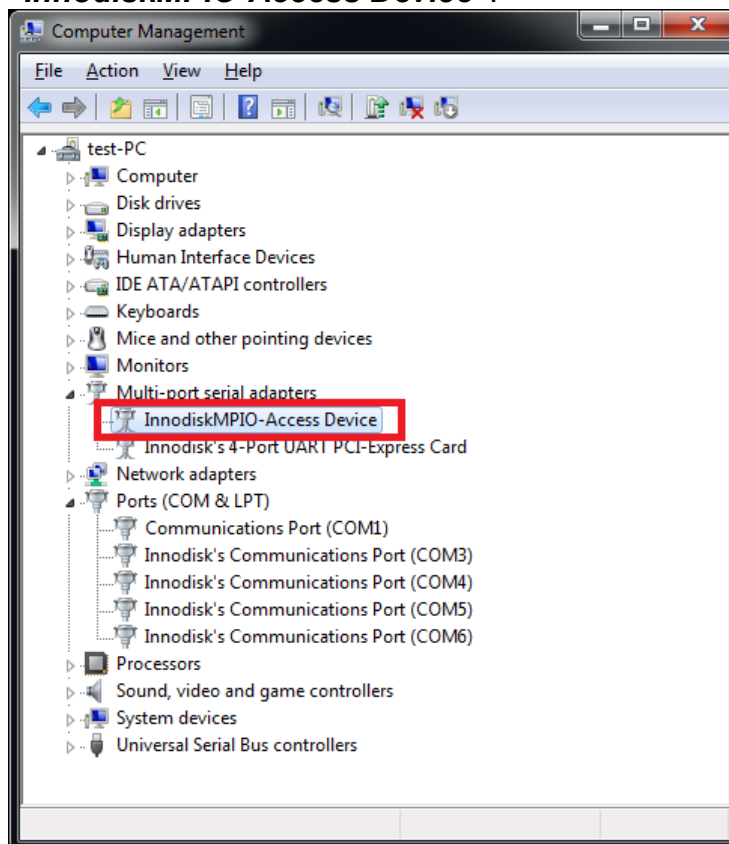 InnodiskMPIO-Access Device
Computer Management
File Action View Help
test-PC
Computer
Disk drives
Display adapters
Human Interface Devices
IDE ATA/ATAPI controllers
Keyboards
Mice and other pointing devices
Monitors
Multi-port serial adapters
InnodiskMPIO-Access Device
Innodisk's 4-Port UART PCI-Express Card
Network adapters
Ports (COM & LPT)
Communications Port (COM1)
Innodisk's Communications Port (COM3)
Innodisk's Communications Port (COM4)
Innodisk's Communications Port (COM5)
Innodisk's Communications Port (COM6)
Processors
Sound, video and game controllers
System devices
Universal Serial Bus controllers